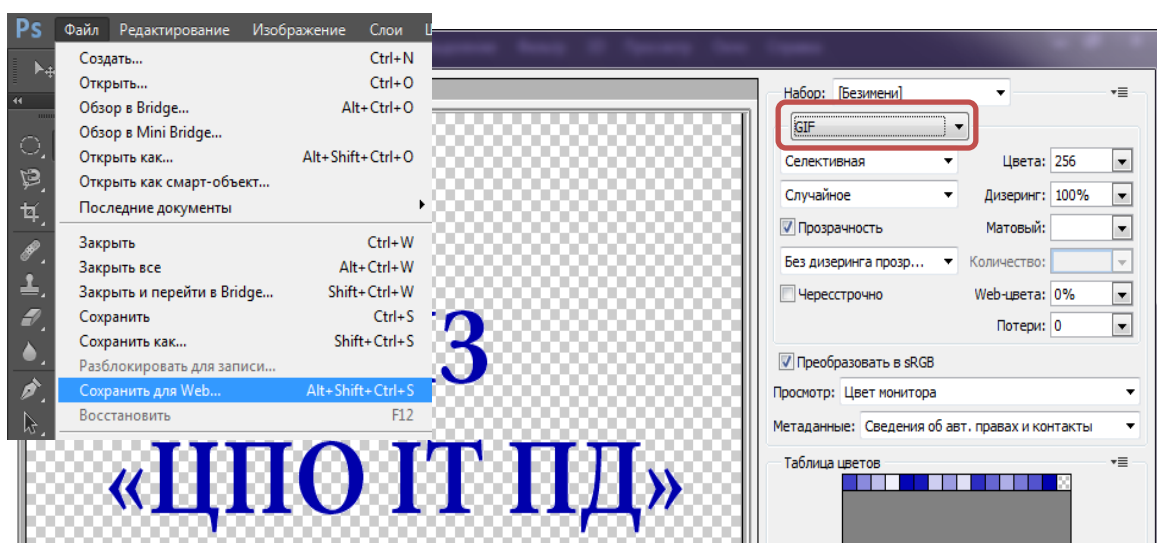 Ps Файл Редактирование Изображение Слои
Создать... Ctrl+N
Открыть... Ctrl+O
Обзор в Bridge... Alt+Ctrl+O
Обзор в Mini Bridge...
Открыть как... Alt+Shift+Ctrl+O
Открыть как смарт-объект...
Последние документы
Закрыть Ctrl+W
Закрыть все Alt+Ctrl+W
Закрыть и перейти в Bridge... Shift+Ctrl+W
Сохранить Ctrl+S
Сохранить как... Shift+Ctrl+S
Разблокировать для записи...
Сохранить для Web... Alt+Shift+Ctrl+S
Восстановить F12
З
«ЦПО IT ПД»
Набор: [Безимени]
GIF
Селективная Цвета: 256
Случайное Дизеринг: 100%
Прозрачность Матовый:
Без дизеринга прозр... Количество:
Чересстрочно Web-цвета: 0%
Потери: 0
Преобразовать в sRGB
Просмотр: Цвет монитора
Метаданные: Сведения об авт. правах и контакты
Таблица цветов